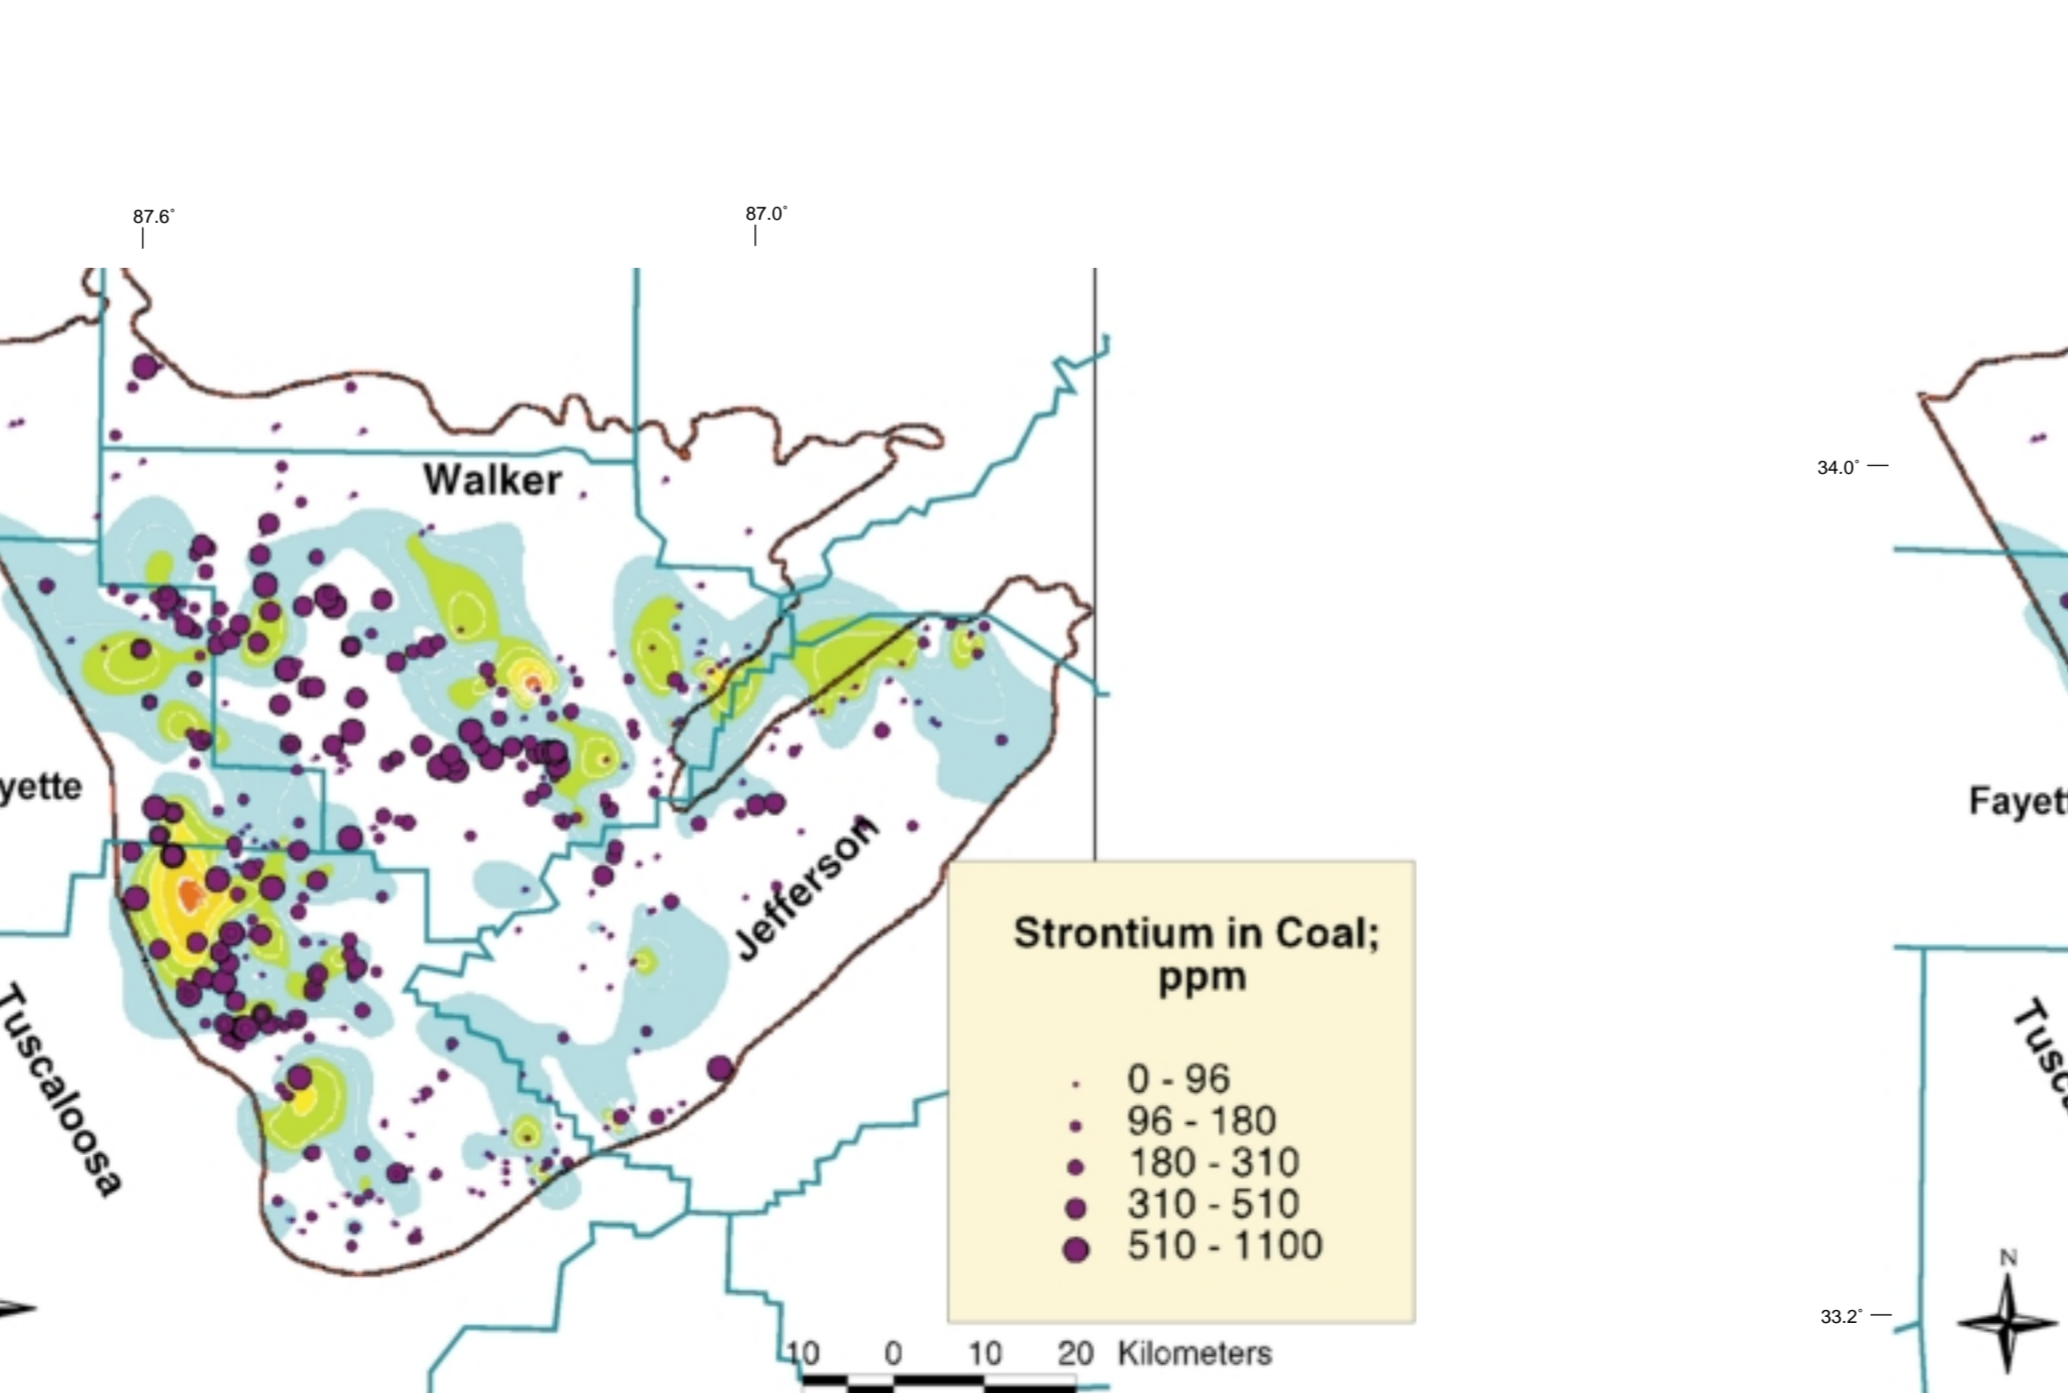 87.6°
87.0°
Walker
34.0°
yette
Fayett
Jefferson
Tuscaloosa
Tusca
Strontium in Coal;
ppm
0 - 96
96 - 180
180 - 310
310 - 510
510 - 1100
N
33.2°
10 0 10 20 Kilometers